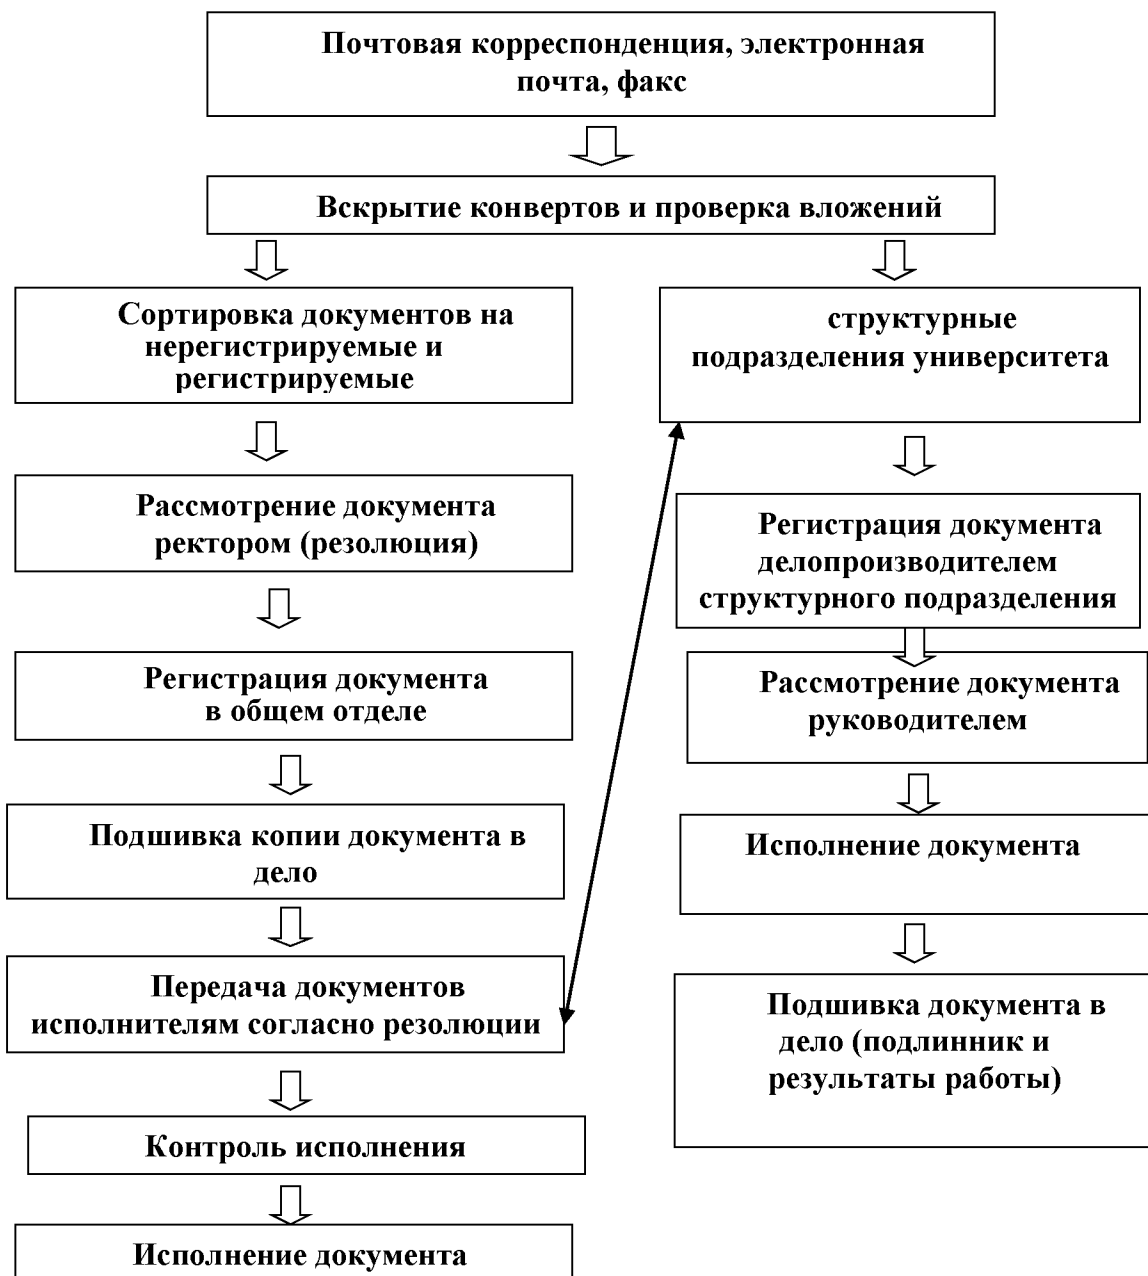 Почтовая корреспонденция, электронная
почта, факс
Вскрытие конвертов и проверка вложений
Сортировка документов на
нерегистрируемые и
регистрируемые
Рассмотрение документа
ректором (резолюция)
Регистрация документа
в общем отделе
Подшивка копии документа в
дело
Передача документов
исполнителям согласно резолюции
Контроль исполнения
Исполнение документа
структурные
подразделения университета
Регистрация документа
делопроизводителем
структурного подразделения
Рассмотрение документа
руководителем
Исполнение документа
Подшивка документа в
дело (подлинник и
результаты работы)